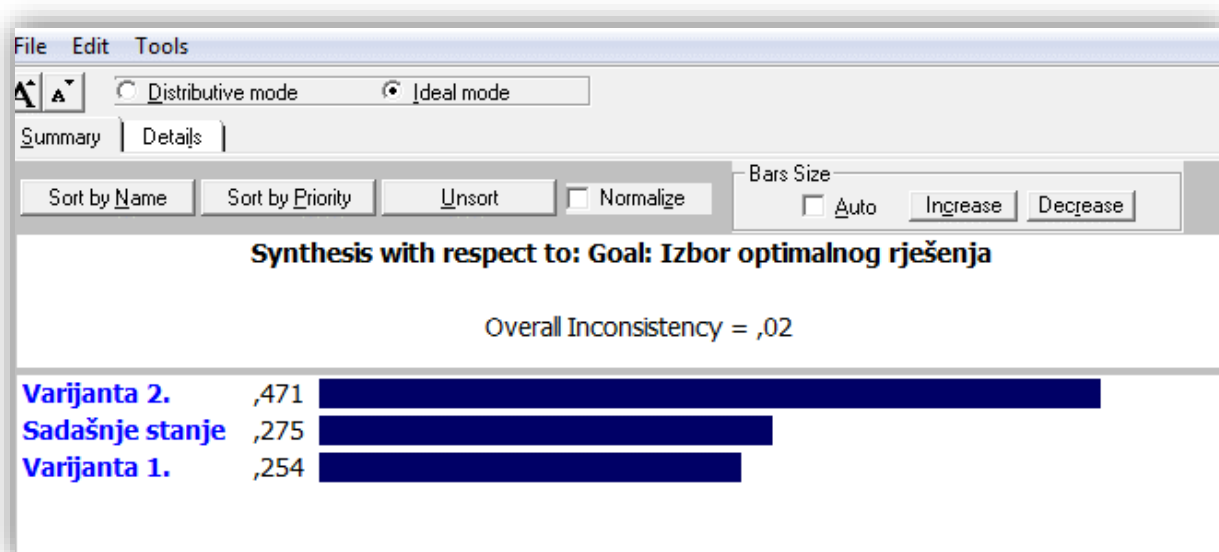 File Edit Tools
A A Distributive mode Ideal mode
Summary Details
Bars Size
Sort by Name Sort by Priority Unsort Normalize Auto Increase Decrease
Synthesis with respect to: Goal: Izbor optimalnog rješenja
Overall Inconsistency = ,02
Varijanta 2. ,471
Sadašnje stanje ,275
Varijanta 1. ,254